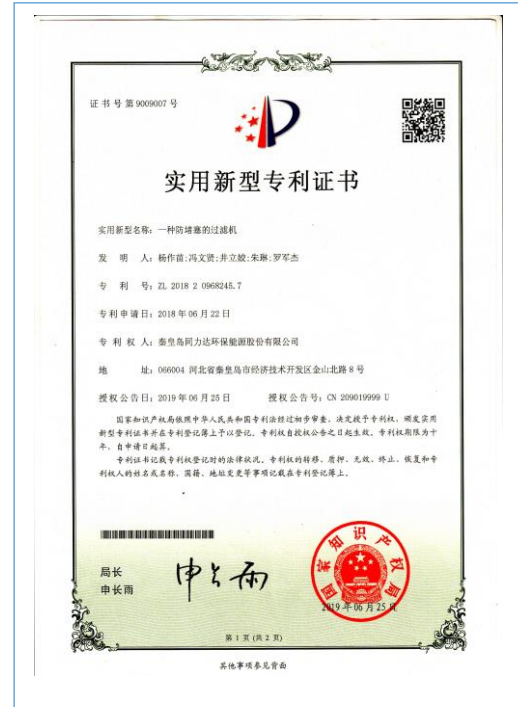 证书号第9009007号
实用新型专利证书
实用新型名称：一种防堵塞的过滤机
发 明 人：杨作苗;冯文贤;井立姣;朱琳;罗军杰
专 利 号：ZL 2018 2 0968245.7
专利申请日：2018年06月22日
专 利 权 人：秦皇岛同力达环保能源股份有限公司
地 址：066004 河北省秦皇岛市经济技术开发区金山北路8号
授权公告日：2019年06月25日 授权公告号：CN 209019999 U
国家知识产权局依照中华人民共和国专利法经过初步审查，决定授予专利权，颁发实用
新型专利证书并在专利登记簿上予以登记。专利权自授权公告之日起生效。专利权期限为十
年，自申请日起算。
专利证书记载专利权登记时的法律状况。专利权的转移、质押、无效、终止、恢复和专
利权人的姓名或名称、国籍、地址变更等事项记载在专利登记簿上。
局长
申长雨
申长雨
国家知识产权局
2019年06月25日
第 1 页 (共 2 页)
其他事项参见背面